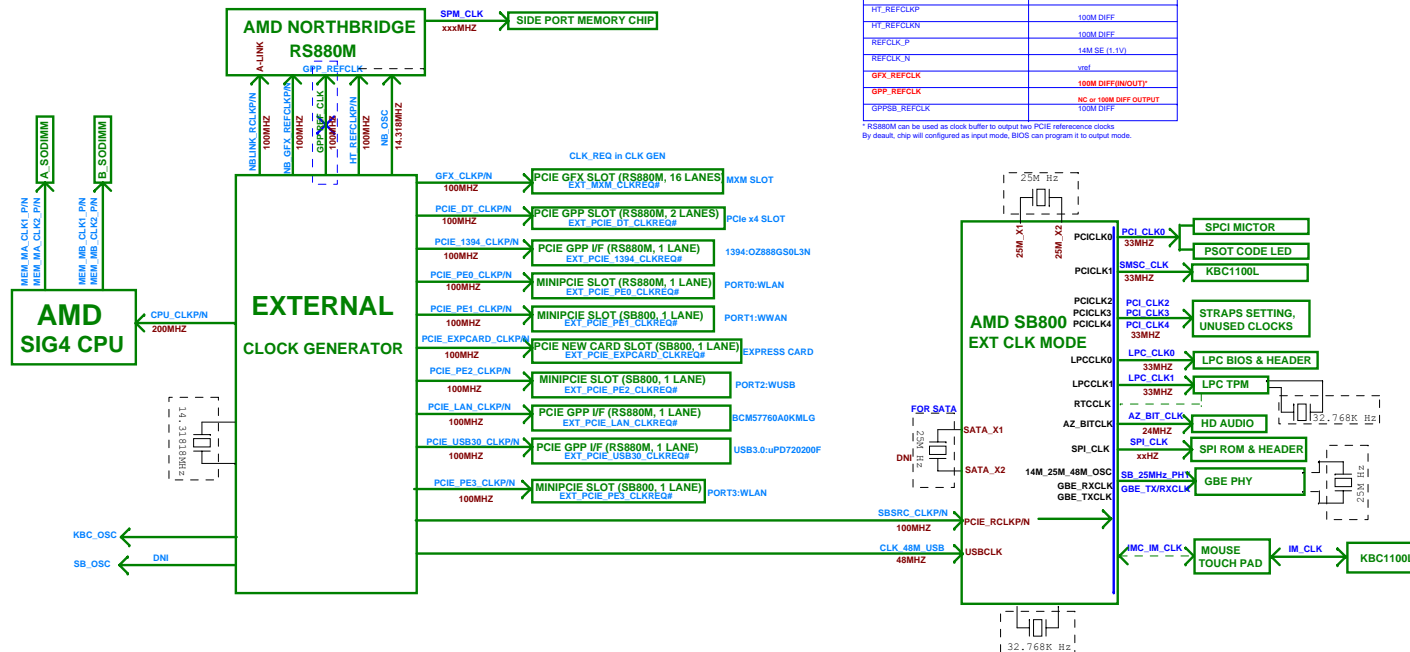 SPM_CLK
xxxMHZ
SIDE PORT MEMORY CHIP
AMD NORTHBRIDGE
RS880M
A-LINK
GPP_REFCLK
NBLINK_RCLKP/N
100MHZ
NB_GFX_REFCLKP/N
100MHZ
GPP_REF_CLK
100MHZ
HT_REFCLKP/N
100MHZ
NB_OSC
14.318MHZ
HT_REFCLKP
100M DIFF
HT_REFCLKN
100M DIFF
REFCLK_P
14M SE (1.1V)
REFCLK_N
vref
GFX_REFCLK
100M DIFF(IN/OUT)*
GPP_REFCLK
NC or 100M DIFF OUTPUT
GPPSB_REFCLK
100M DIFF
* RS880M can be used as clock buffer to output two PCIE referecence clocks
By deault, chip will configured as input mode, BIOS can program it to output mode.
A_SODIMM
B_SODIMM
MEM_MA_CLK1_P/N
MEM_MA_CLK2_P/N
MEM_MB_CLK1_P/N
MEM_MB_CLK2_P/N
AMD
SIG4 CPU
CPU_CLKP/N
200MHZ
EXTERNAL
CLOCK GENERATOR
14.31818MHz
KBC_OSC
SB_OSC
DNI
CLK_REQ in CLK GEN
GFX_CLKP/N
100MHZ
PCIE GFX SLOT (RS880M, 16 LANES)
EXT_MXM_CLKREQ#
MXM SLOT
PCIE_DT_CLKP/N
100MHZ
PCIE GPP SLOT (RS880M, 2 LANES)
EXT_PCIE_DT_CLKREQ#
PCIe x4 SLOT
PCIE_1394_CLKP/N
100MHZ
PCIE GPP I/F (RS880M, 1 LANE)
EXT_PCIE_1394_CLKREQ#
1394:OZ888GS0L3N
PCIE_PE0_CLKP/N
100MHZ
MINIPCIE SLOT (RS880M, 1 LANE)
EXT_PCIE_PE0_CLKREQ#
PORT0:WLAN
PCIE_PE1_CLKP/N
100MHZ
MINIPCIE SLOT (SB800, 1 LANE)
EXT_PCIE_PE1_CLKREQ#
PORT1:WWAN
PCIE_EXPCARD_CLKP/N
100MHZ
PCIE NEW CARD SLOT (SB800, 1 LANE)
EXT_PCIE_EXPCARD_CLKREQ#
EXPRESS CARD
PCIE_PE2_CLKP/N
100MHZ
MINIPCIE SLOT (SB800, 1 LANE)
EXT_PCIE_PE2_CLKREQ#
PORT2:WUSB
PCIE_LAN_CLKP/N
100MHZ
PCIE GPP I/F (RS880M, 1 LANE)
EXT_PCIE_LAN_CLKREQ#
BCM57760A0KMLG
PCIE_USB30_CLKP/N
100MHZ
PCIE GPP I/F (RS880M, 1 LANE)
EXT_PCIE_USB30_CLKREQ#
USB3.0:uPD720200F
PCIE_PE3_CLKP/N
100MHZ
MINIPCIE SLOT (SB800, 1 LANE)
EXT_PCIE_PE3_CLKREQ#
PORT3:WLAN
SBSRC_CLKP/N
100MHZ
PCIE_RCLKP/N
CLK_48M_USB
48MHZ
USBCLK
25M Hz
25M_X1
25M_X2
AMD SB800
EXT CLK MODE
FOR SATA
DNI
25M Hz
SATA_X1
SATA_X2
PCICLK0
PCI_CLK0
33MHZ
SPCI MICTOR
PSOT CODE LED
PCICLK1
SMSC_CLK
33MHZ
KBC1100L
PCICLK2
PCICLK3
PCICLK4
PCI_CLK2
PCI_CLK3
PCI_CLK4
33MHZ
STRAPS SETTING,
UNUSED CLOCKS
LPCCLK0
LPC_CLK0
33MHZ
LPC BIOS & HEADER
LPCCLK1
LPC_CLK1
33MHZ
LPC TPM
RTCCLK
32.768K Hz
AZ_BITCLK
AZ_BIT_CLK
24MHZ
HD AUDIO
SPI_CLK
SPI_CLK
xxHZ
SPI ROM & HEADER
14M_25M_48M_OSC
GBE_RXCLK
GBE_TXCLK
SB_25MHz_PHY
GBE_TX/RXCLK
GBE PHY
25M Hz
IMC_IM_CLK
MOUSE
TOUCH PAD
IM_CLK
KBC1100L
32.768K Hz